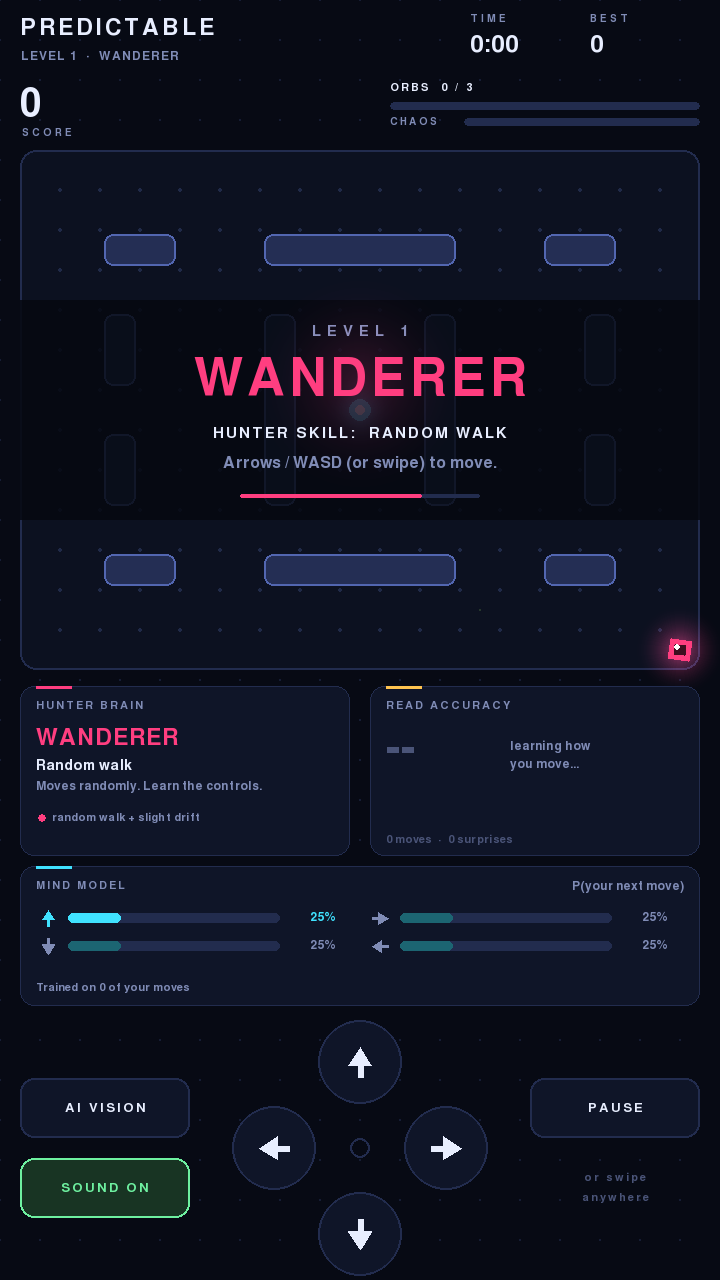 PREDICTABLE
LEVEL 1 · WANDERER
TIME
0:00
BEST
0
0
SCORE
ORBS 0 / 3
CHAOS
LEVEL 1
WANDERER
HUNTER SKILL: RANDOM WALK
Arrows / WASD (or swipe) to move.
HUNTER BRAIN
WANDERER
Random walk
Moves randomly. Learn the controls.
random walk + slight drift
READ ACCURACY
--
learning how
you move...
0 moves · 0 surprises
MIND MODEL
P(your next move)
25%
25%
25%
25%
Trained on 0 of your moves
AI VISION
SOUND ON
PAUSE
or swipe
anywhere